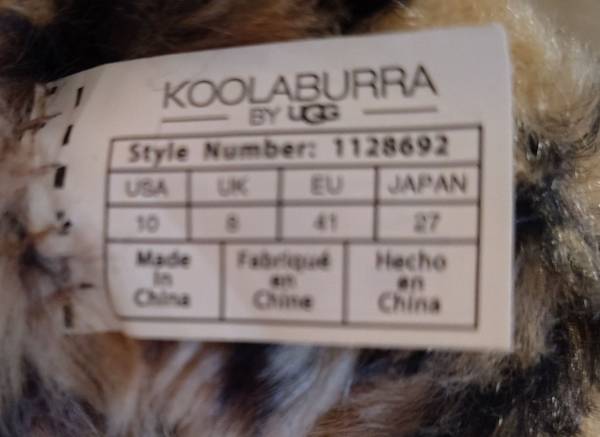 KOOLABURRA
BY UGG
Style Number: 1128692
USA UK EU JAPAN
10 8 41 27
Made Fabriqué Hecho
in en en
China Chine China